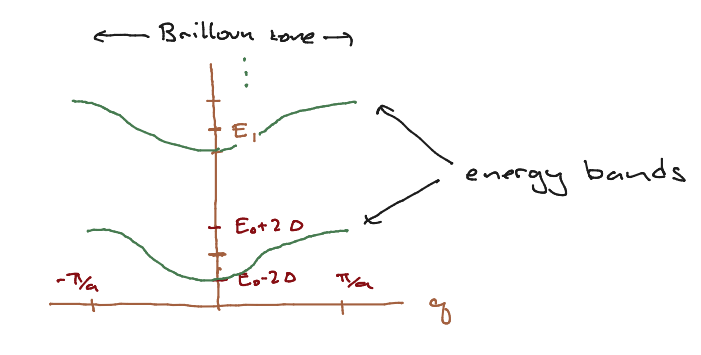 ← Brillouin zone →
E₁
energy bands
E₀+2D
E₀-2D
-π/a
π/a
q